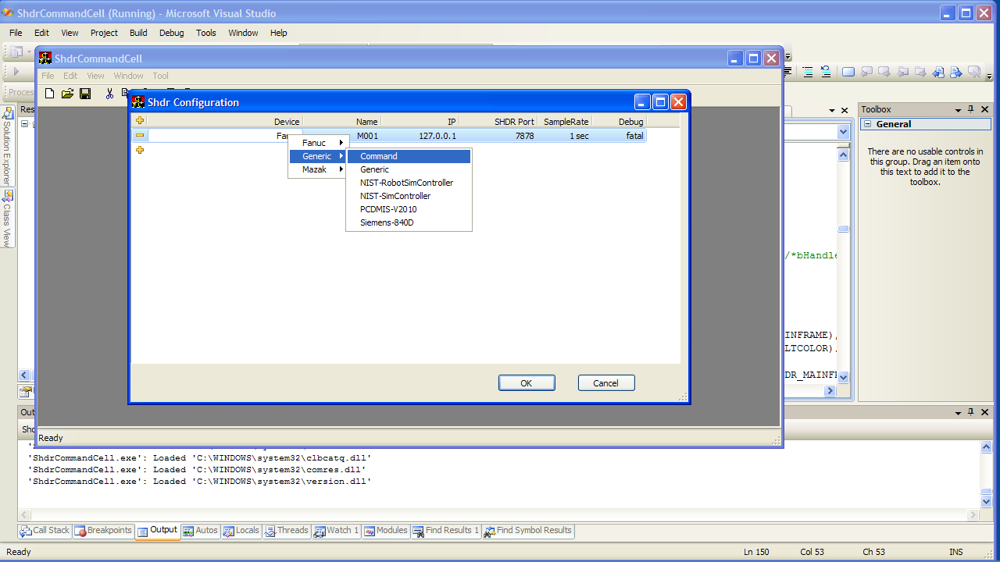 ShdrCommandCell (Running) - Microsoft Visual Studio
File Edit View Project Build Debug Tools Window Help
ShdrCommandCell
File Edit View Window Tool
Process
Shdr Configuration
Device Name IP SHDR Port SampleRate Debug
M001 127.0.0.1 7878 1 sec fatal
Fanuc
Generic
Mazak
Command
Generic
NIST-RobotSimController
NIST-SimController
PCDMIS-V2010
Siemens-840D
OK Cancel
Ready
Solution Explorer
Class View
Toolbox
General
There are no usable controls in
this group. Drag an item onto
this text to add it to the
toolbox.
/*bHandle
INFRAME),
LTCOLOR),
DR_MAINFR
'ShdrCommandCell.exe': Loaded 'C:\WINDOWS\system32\clbcatq.dll'
'ShdrCommandCell.exe': Loaded 'C:\WINDOWS\system32\comres.dll'
'ShdrCommandCell.exe': Loaded 'C:\WINDOWS\system32\version.dll'
Call Stack Breakpoints Output Autos Locals Threads Watch 1 Modules Find Results 1 Find Symbol Results
Ready Ln 150 Col 53 Ch 53 INS